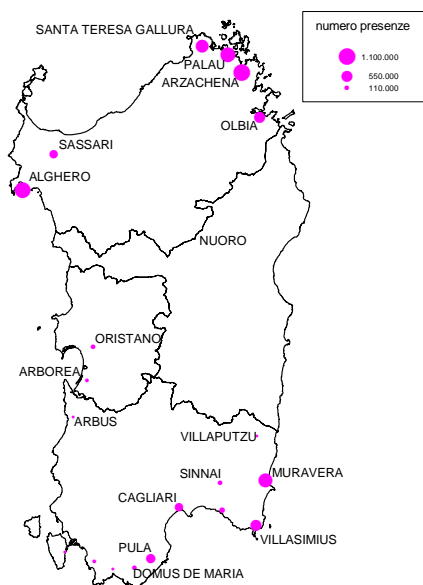 SANTA TERESA GALLURA
PALAU
ARZACHENA
OLBIA
SASSARI
ALGHERO
NUORO
ORISTANO
ARBOREA
ARBUS
VILLAPUTZU
SINNAI
MURAVERA
CAGLIARI
VILLASIMIUS
PULA
DOMUS DE MARIA
numero presenze
1.100.000
550.000
110.000